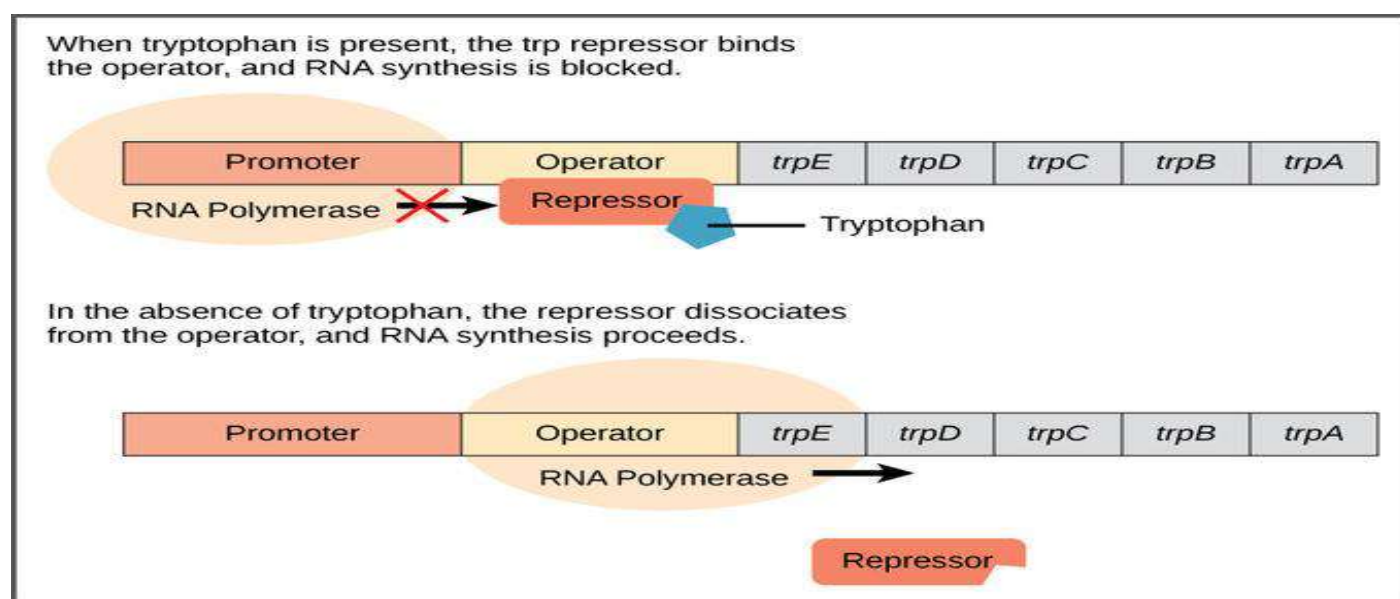 When tryptophan is present, the trp repressor binds
the operator, and RNA synthesis is blocked.
Promoter Operator trpE trpD trpC trpB trpA
RNA Polymerase Repressor
Tryptophan
In the absence of tryptophan, the repressor dissociates
from the operator, and RNA synthesis proceeds.
Promoter Operator trpE trpD trpC trpB trpA
RNA Polymerase
Repressor